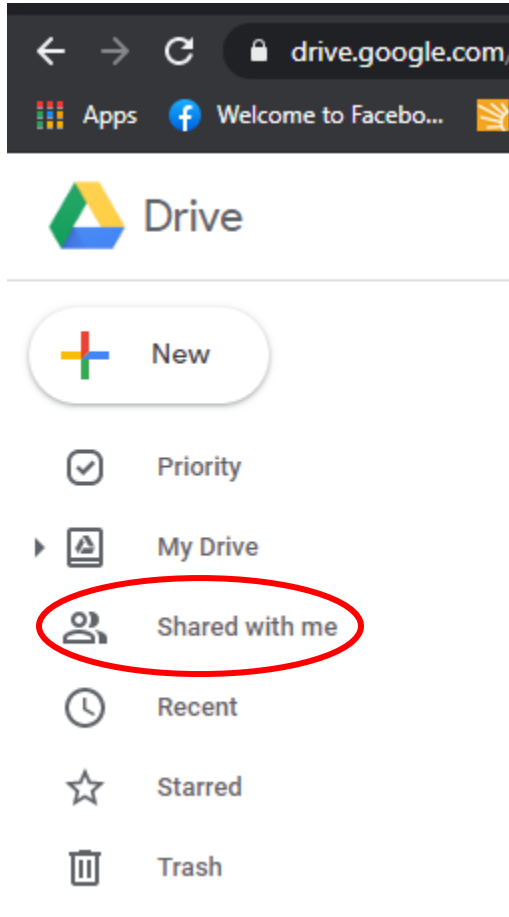 drive.google.com/
Apps Welcome to Facebo...
Drive
New
Priority
My Drive
Shared with me
Recent
Starred
Trash